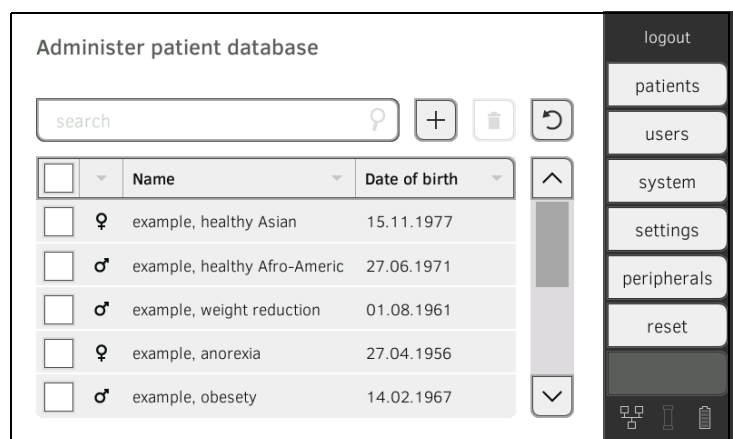 Administer patient database
logout
patients
users
system
settings
peripherals
reset
search
Name Date of birth
example, healthy Asian 15.11.1977
example, healthy Afro-Americ 27.06.1971
example, weight reduction 01.08.1961
example, anorexia 27.04.1956
example, obesety 14.02.1967